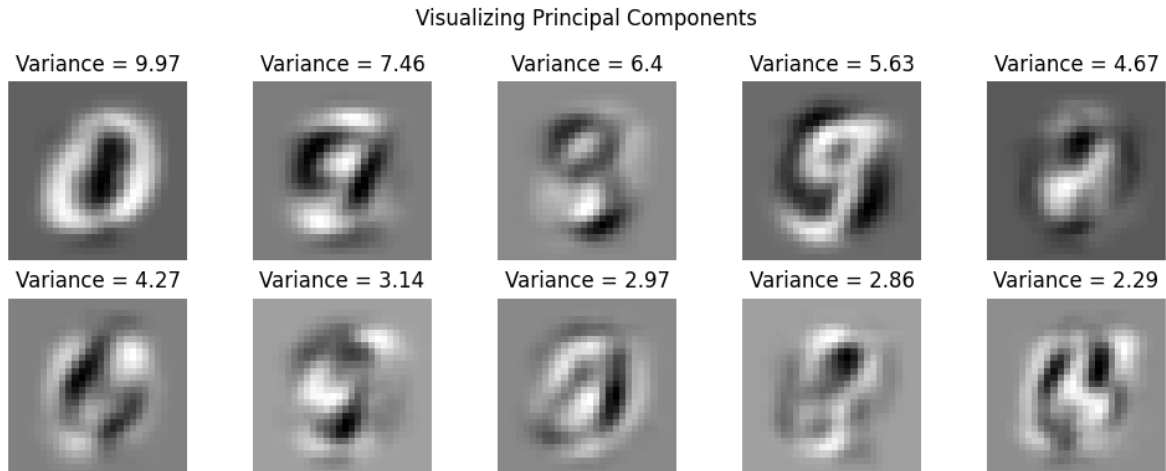 Visualizing Principal Components
Variance = 9.97 Variance = 7.46 Variance = 6.4 Variance = 5.63 Variance = 4.67
Variance = 4.27 Variance = 3.14 Variance = 2.97 Variance = 2.86 Variance = 2.29